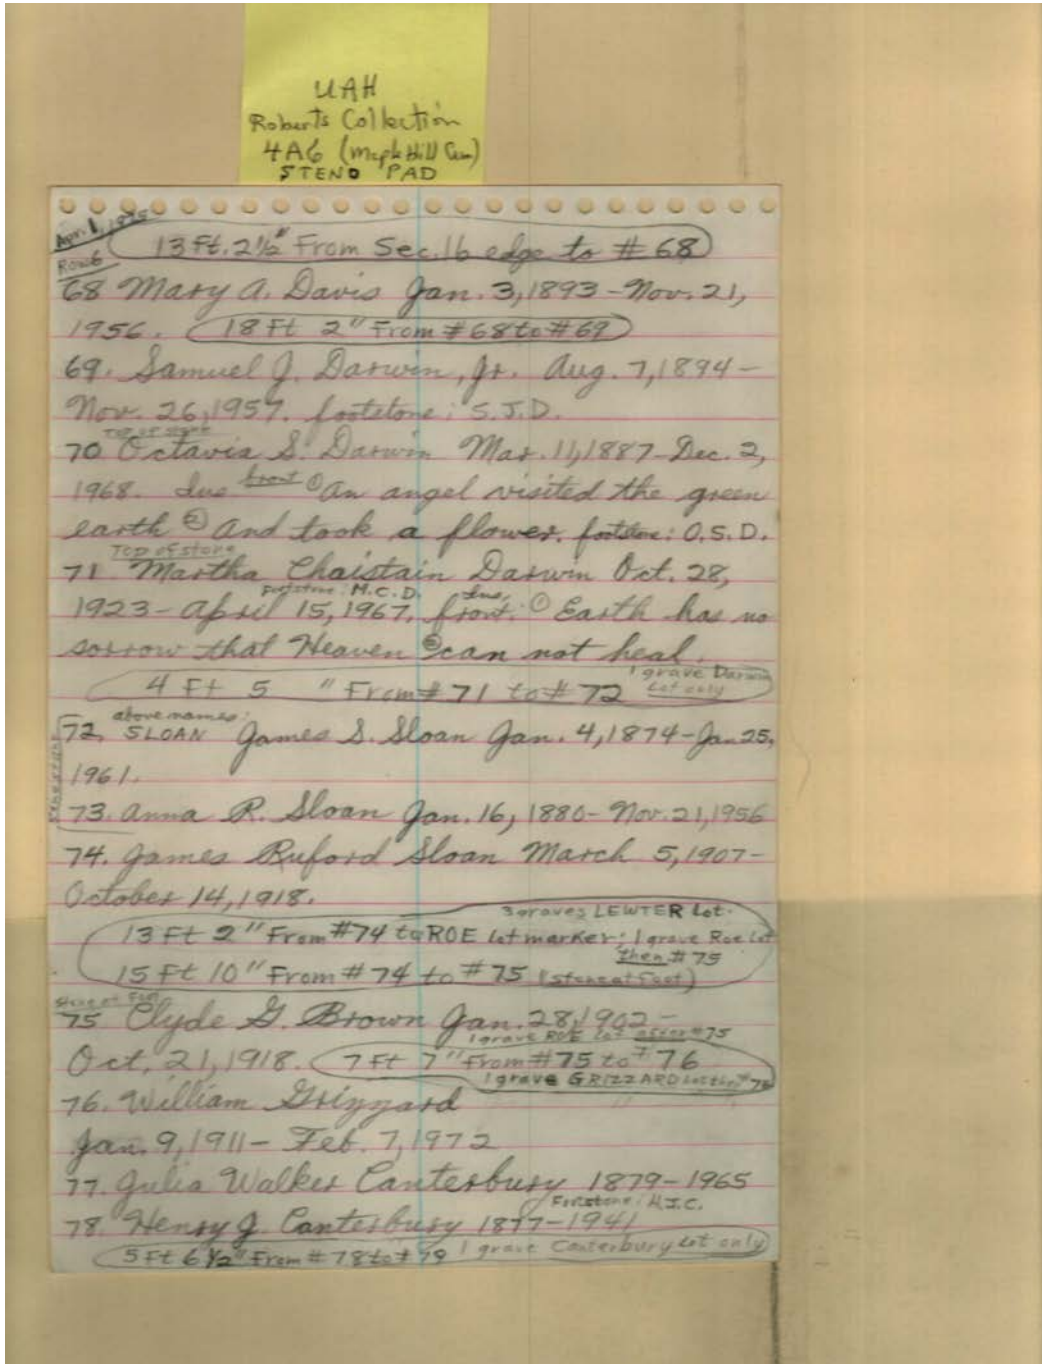 UAH
Roberts Collection
4A6 (Maple Hill Cem)
STENO PAD
Apr. 1, 1975
13 Ft. 2½" From Sec. 16 edge to # 68
Row 6
68 Mary A. Davis Jan. 3, 1893 - Nov. 21,
1956. 18 Ft 2" From # 68 to # 69
69. Samuel J. Darwin, Jr. Aug. 7, 1894 -
Nov. 26, 1957. footstone: S.J.D.
Top of stone
70 Octavia S. Darwin Mar. 11, 1887 - Dec. 2,
1968. Ins front ① An angel visited the green
earth ② And took a flower. footstone: O.S.D.
Top of stone
71. Martha Chaistain Darwin Oct. 28,
Footstone: M.C.D. Ins.
1923 - April 15, 1967. front: ① Earth has no
sorrow that Heaven ② can not heal.
1 grave Darwin
4 Ft 5 " From # 71 to # 72 Lot only
above names:
72. SLOAN James S. Sloan Jan. 4, 1874 - Jan 25,
1961.
73. Anna R. Sloan Jan. 16, 1880 - Nov. 21, 1956
74. James Ruford Sloan March 5, 1907 -
October 14, 1918.
3 graves LEWTER Lot.
13 Ft 2" From #74 to ROE Lot marker; 1 grave Roe Lot
then # 75
15 Ft 10" From # 74 to # 75 (stone at foot)
Stone at Foot
75 Clyde G. Brown Jan. 28, 1902 -
1 grave ROE Lot after # 75
Oct. 21, 1918. 7 Ft 7" From # 75 to # 76
1 grave GRIZZARD Lot then # 76
76. William Grizzard
Jan. 9, 1911 - Feb. 7, 1972
77. Julia Walker Canterbury 1879 - 1965
Footstone: H.J.C.
78. Henry J. Canterbury 1877 - 1941
5 Ft 6 ½" From # 78 to # 79 1 grave Canterbury Lot only